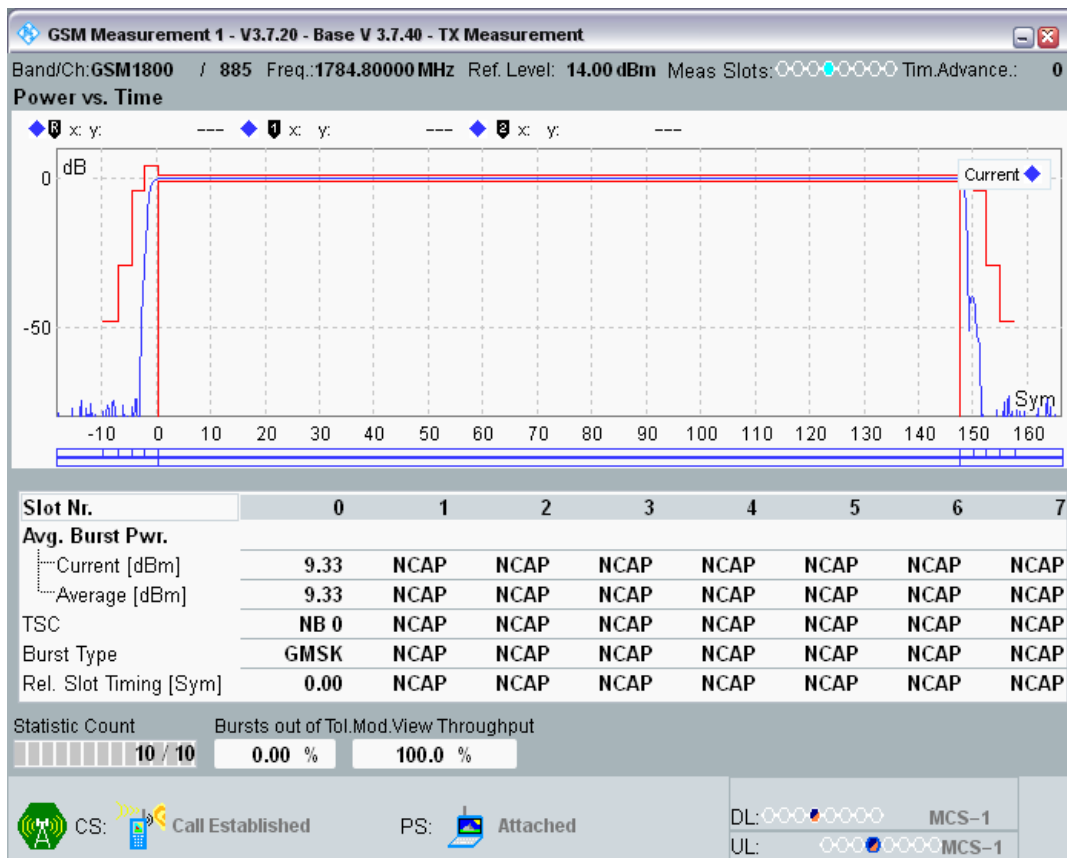 GSM Measurement 1 - V3.7.20 - Base V 3.7.40 - TX Measurement
Band/Ch:GSM1800 / 885 Freq.:1784.80000 MHz Ref. Level: 14.00 dBm Meas Slots: Tim.Advance.: 0
Power vs. Time
R x: y: --- 1 x: y: --- 2 x: y: ---
dB
Current
0
-50
Sym
-10 0 10 20 30 40 50 60 70 80 90 100 110 120 130 140 150 160
Slot Nr. 0 1 2 3 4 5 6 7
Avg. Burst Pwr.
Current [dBm] 9.33 NCAP NCAP NCAP NCAP NCAP NCAP NCAP
Average [dBm] 9.33 NCAP NCAP NCAP NCAP NCAP NCAP NCAP
TSC NB 0 NCAP NCAP NCAP NCAP NCAP NCAP NCAP
Burst Type GMSK NCAP NCAP NCAP NCAP NCAP NCAP NCAP
Rel. Slot Timing [Sym] 0.00 NCAP NCAP NCAP NCAP NCAP NCAP NCAP
Statistic Count Bursts out of Tol. Mod.View Throughput
10 / 10 0.00 % 100.0 %
CS: Call Established PS: Attached DL: MCS-1
UL: MCS-1